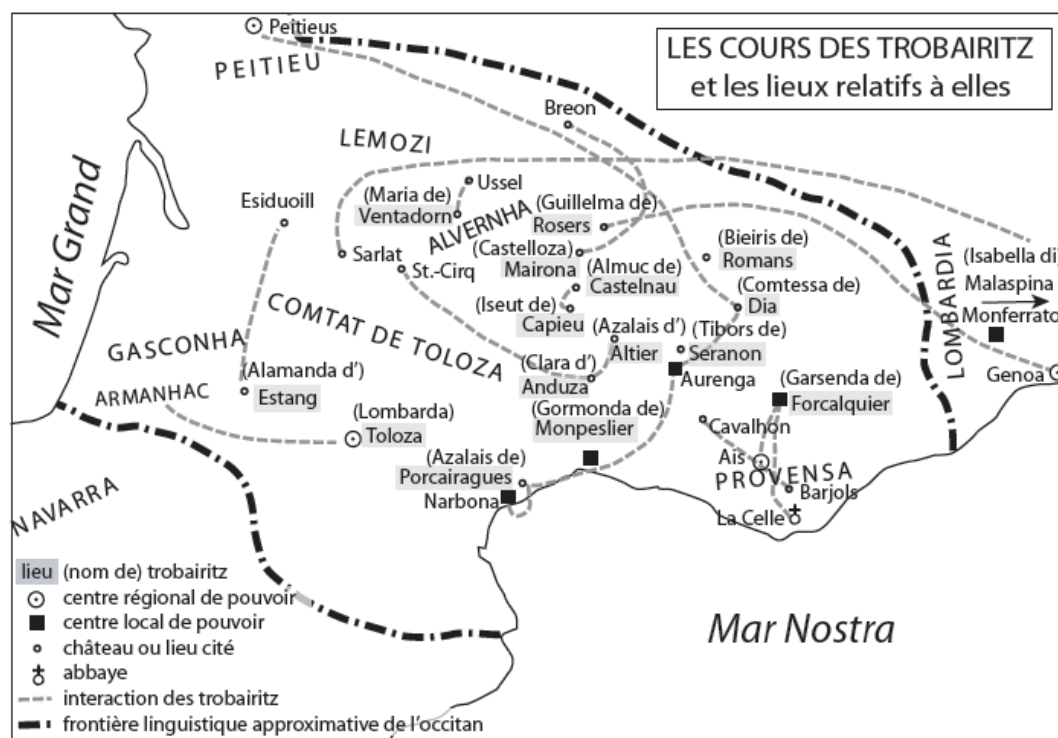 Peitieus
LES COURS DES TROBAIRITZ
et les lieux relatifs à elles
PEITIEU
Breon
LEMOZI
Mar Grand
Esiduoill
(Maria de)
Ventadorn
Ussel
ALVERNHA
(Guillelma de)
Rosers
Sarlat
St.-Cirq
(Castelloza)
Mairona
(Bieiris de)
Romans
LOMBARDIA
(Isabella di)
Malaspina
Monferrato
Genoa
(Almuc de)
Castelnau
(Comtessa de)
Dia
(Iseut de)
Capieu
COMTAT DE TOLOZA
(Azalais d')
Altier
(Tibors de)
Seranon
GASCONHA
(Alamanda d')
Estang
ARMANHAC
(Clara d')
Anduza
Aurenga
(Garsenda de)
Forcalquier
(Lombarda)
Toloza
(Gormonda de)
Monpeslier
Cavalhon
Ais
PROVENSA
(Azalais de)
Porcairagues
Narbona
Barjols
La Celle
NAVARRA
Mar Nostra
lieu (nom de) trobairitz
centre régional de pouvoir
centre local de pouvoir
château ou lieu cité
abbaye
interaction des trobairitz
frontière linguistique approximative de l'occitan